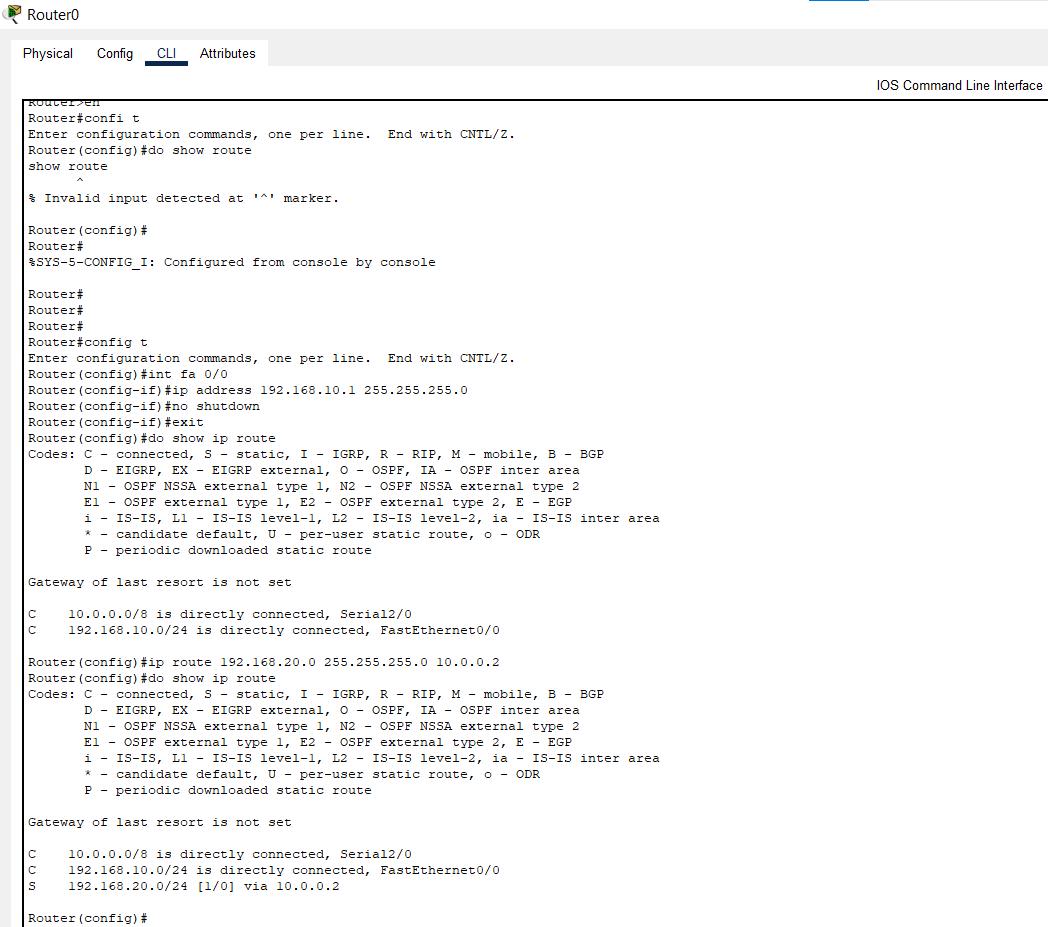 Router0
Physical Config CLI Attributes
IOS Command Line Interface
Router>en
Router#confi t
Enter configuration commands, one per line.  End with CNTL/Z.
Router(config)#do show route
show route
^
% Invalid input detected at '^' marker.
Router(config)#
Router#
%SYS-5-CONFIG_I: Configured from console by console
Router#
Router#
Router#
Router#config t
Enter configuration commands, one per line.  End with CNTL/Z.
Router(config)#int fa 0/0
Router(config-if)#ip address 192.168.10.1 255.255.255.0
Router(config-if)#no shutdown
Router(config-if)#exit
Router(config)#do show ip route
Codes: C - connected, S - static, I - IGRP, R - RIP, M - mobile, B - BGP
D - EIGRP, EX - EIGRP external, O - OSPF, IA - OSPF inter area
N1 - OSPF NSSA external type 1, N2 - OSPF NSSA external type 2
E1 - OSPF external type 1, E2 - OSPF external type 2, E - EGP
i - IS-IS, L1 - IS-IS level-1, L2 - IS-IS level-2, ia - IS-IS inter area
* - candidate default, U - per-user static route, o - ODR
P - periodic downloaded static route
Gateway of last resort is not set
C    10.0.0.0/8 is directly connected, Serial2/0
C    192.168.10.0/24 is directly connected, FastEthernet0/0
Router(config)#ip route 192.168.20.0 255.255.255.0 10.0.0.2
Router(config)#do show ip route
Codes: C - connected, S - static, I - IGRP, R - RIP, M - mobile, B - BGP
D - EIGRP, EX - EIGRP external, O - OSPF, IA - OSPF inter area
N1 - OSPF NSSA external type 1, N2 - OSPF NSSA external type 2
E1 - OSPF external type 1, E2 - OSPF external type 2, E - EGP
i - IS-IS, L1 - IS-IS level-1, L2 - IS-IS level-2, ia - IS-IS inter area
* - candidate default, U - per-user static route, o - ODR
P - periodic downloaded static route
Gateway of last resort is not set
C    10.0.0.0/8 is directly connected, Serial2/0
C    192.168.10.0/24 is directly connected, FastEthernet0/0
S    192.168.20.0/24 [1/0] via 10.0.0.2
Router(config)#